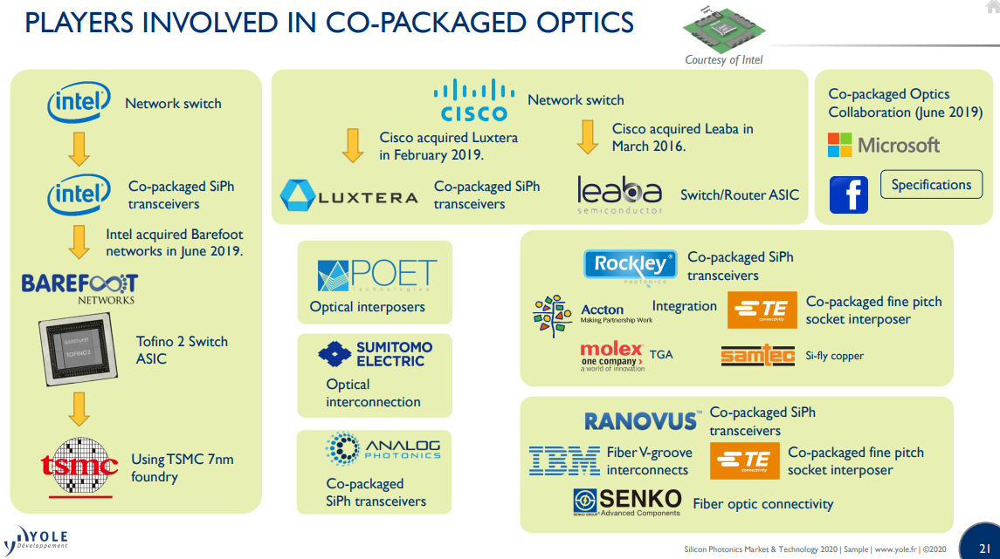 PLAYERS INVOLVED IN CO-PACKAGED OPTICS
Courtesy of Intel
intel
Network switch
intel
Co-packaged SiPh
transceivers
Intel acquired Barefoot
networks in June 2019.
BAREFOOT
NETWORKS
BAREFOOT
TOFINO 2
Tofino 2 Switch
ASIC
tsmc
Using TSMC 7nm
foundry
CISCO
Network switch
Cisco acquired Luxtera
in February 2019.
Cisco acquired Leaba in
March 2016.
LUXTERA
Co-packaged SiPh
transceivers
leaba
semiconductor
Switch/Router ASIC
Co-packaged Optics
Collaboration (June 2019)
Microsoft
f
Specifications
POET
Technologies
Optical interposers
SUMITOMO
ELECTRIC
Optical
interconnection
ANALOG
PHOTONICS
Co-packaged
SiPh transceivers
Rockley®
PHOTONICS
Co-packaged SiPh
transceivers
Accton
Making Partnership Work
Integration
TE
connectivity
Co-packaged fine pitch
socket interposer
molex
one company ›
a world of innovation
TGA
samtec
Si-fly copper
RANOVUS™
Co-packaged SiPh
transceivers
IBM
Fiber V-groove
interconnects
TE
connectivity
Co-packaged fine pitch
socket interposer
SENKO GROUP
SENKO
Advanced Components
Fiber optic connectivity
YOLE
Développement
Silicon Photonics Market & Technology 2020 | Sample | www.yole.fr | ©2020
21